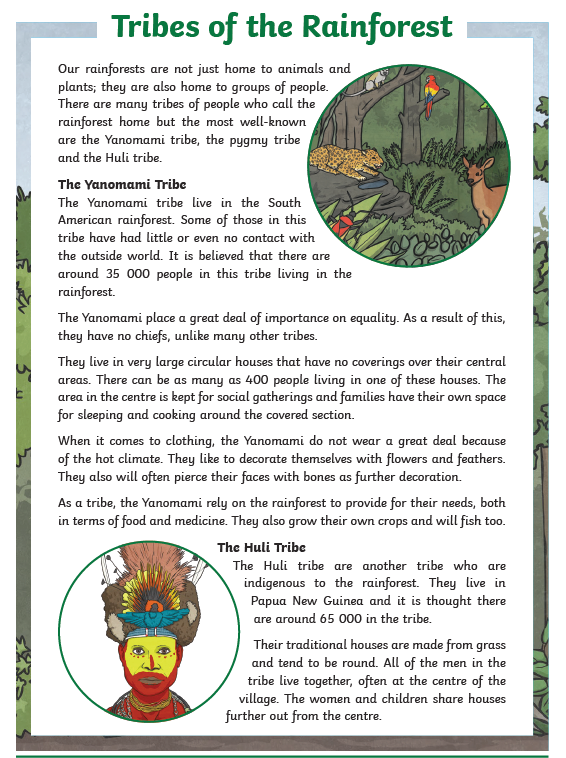 Tribes of the Rainforest
Our rainforests are not just home to animals and
plants; they are also home to groups of people.
There are many tribes of people who call the
rainforest home but the most well-known
are the Yanomami tribe, the pygmy tribe
and the Huli tribe.
The Yanomami Tribe
The Yanomami tribe live in the South
American rainforest. Some of those in this
tribe have had little or even no contact with
the outside world. It is believed that there are
around 35 000 people in this tribe living in the
rainforest.
The Yanomami place a great deal of importance on equality. As a result of this,
they have no chiefs, unlike many other tribes.
They live in very large circular houses that have no coverings over their central
areas. There can be as many as 400 people living in one of these houses. The
area in the centre is kept for social gatherings and families have their own space
for sleeping and cooking around the covered section.
When it comes to clothing, the Yanomami do not wear a great deal because
of the hot climate. They like to decorate themselves with flowers and feathers.
They also will often pierce their faces with bones as further decoration.
As a tribe, the Yanomami rely on the rainforest to provide for their needs, both
in terms of food and medicine. They also grow their own crops and will fish too.
The Huli Tribe
The Huli tribe are another tribe who are
indigenous to the rainforest. They live in
Papua New Guinea and it is thought there
are around 65 000 in the tribe.
Their traditional houses are made from grass
and tend to be round. All of the men in the
tribe live together, often at the centre of the
village. The women and children share houses
further out from the centre.